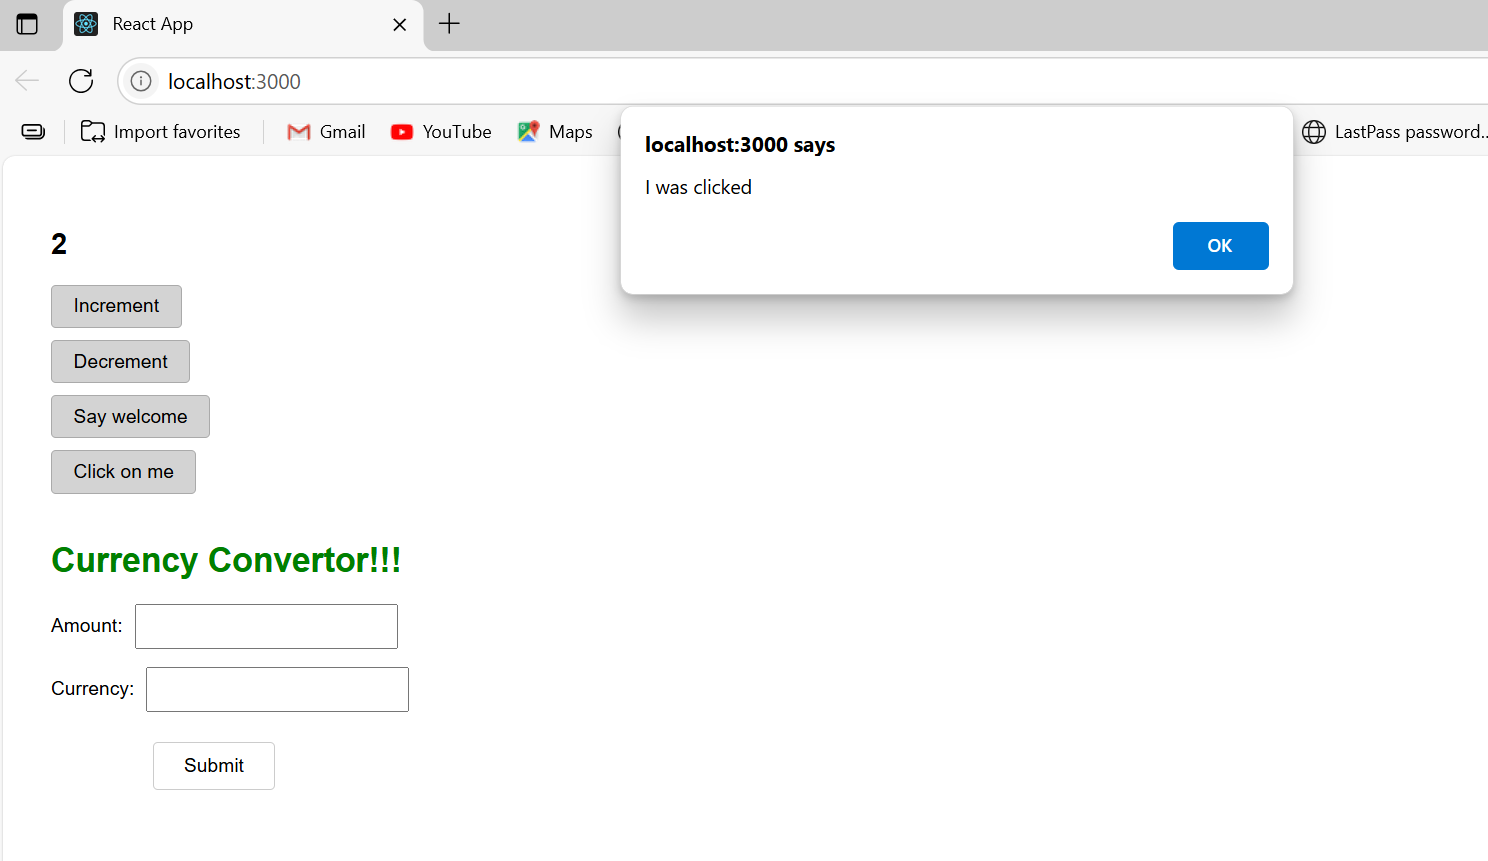 React App
localhost:3000
Import favorites
Gmail
YouTube
Maps
LastPass password...
localhost:3000 says
I was clicked
OK
2
Increment
Decrement
Say welcome
Click on me
Currency Convertor!!!
Amount:
Currency:
Submit